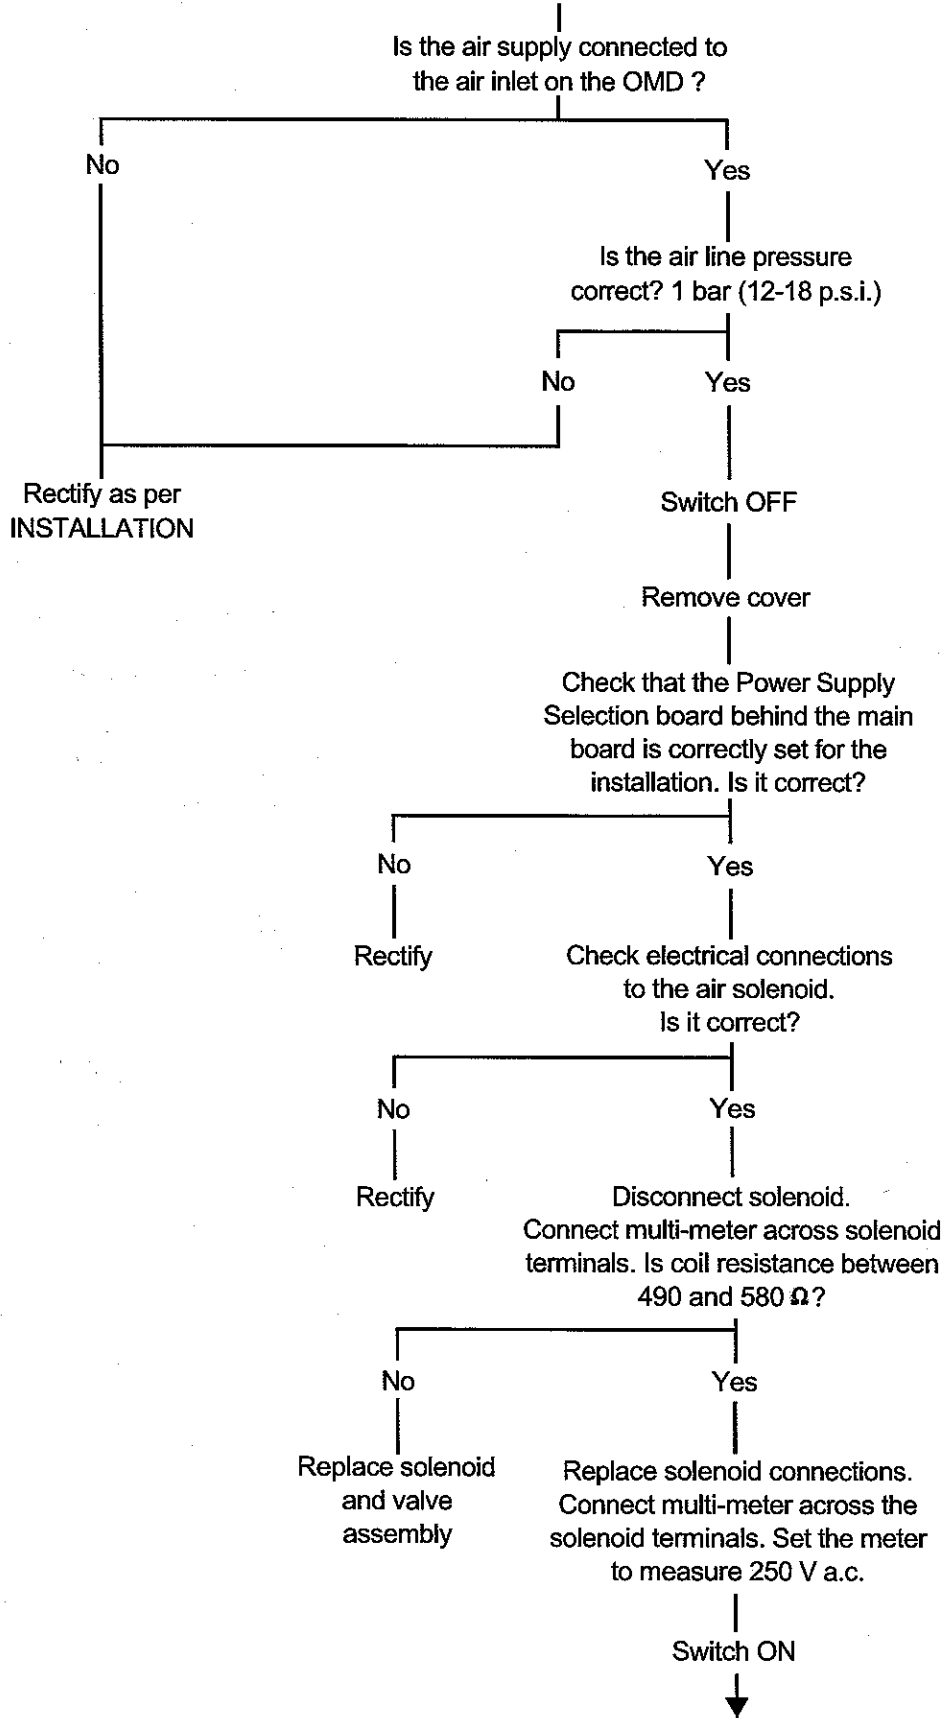 Is the air supply connected to
the air inlet on the OMD ?
No
Yes
Is the air line pressure
correct? 1 bar (12-18 p.s.i.)
No
Yes
Rectify as per
INSTALLATION
Switch OFF
Remove cover
Check that the Power Supply
Selection board behind the main
board is correctly set for the
installation. Is it correct?
No
Yes
Rectify
Check electrical connections
to the air solenoid.
Is it correct?
No
Yes
Rectify
Disconnect solenoid.
Connect multi-meter across solenoid
terminals. Is coil resistance between
490 and 580 Ω?
No
Yes
Replace solenoid
and valve
assembly
Replace solenoid connections.
Connect multi-meter across the
solenoid terminals. Set the meter
to measure 250 V a.c.
Switch ON